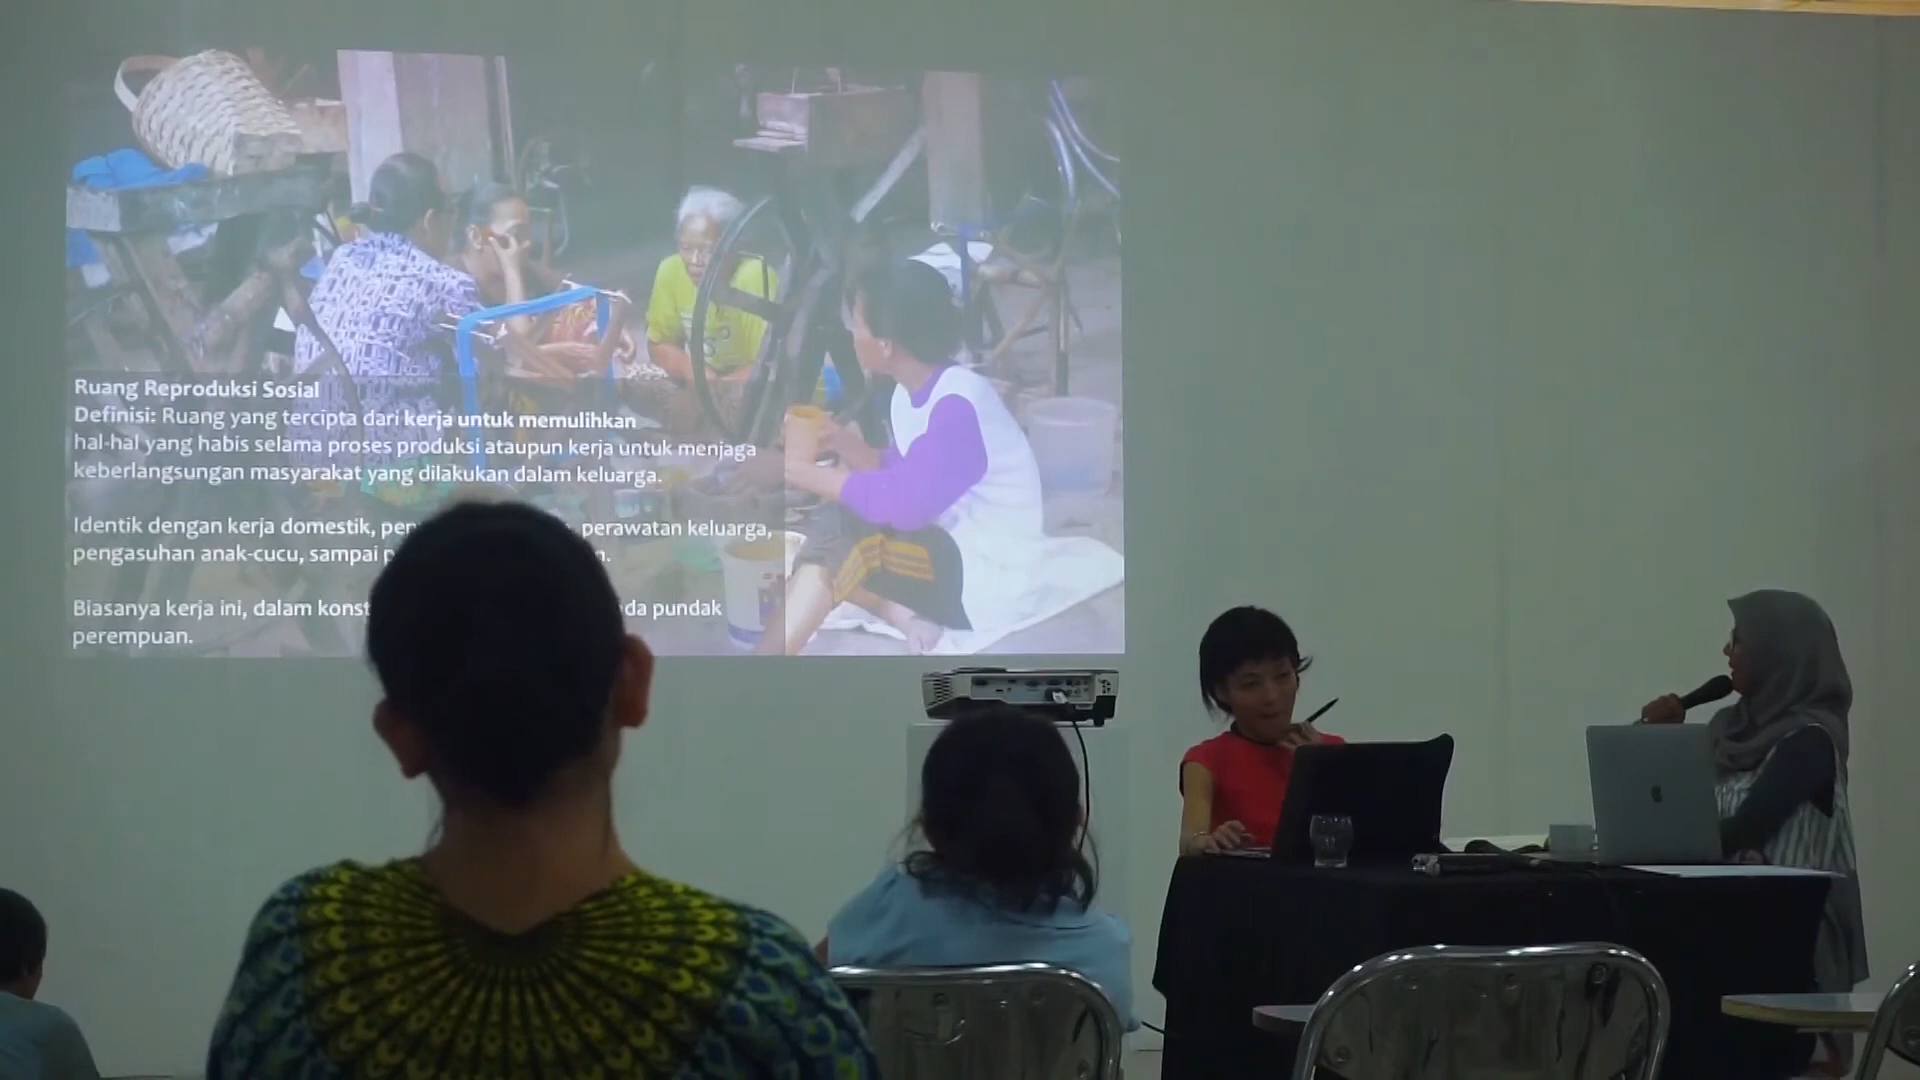 Ruang Reproduksi Sosial
Definisi: Ruang yang tercipta dari kerja untuk memulihkan
hal-hal yang habis selama proses produksi ataupun kerja untuk menjaga
keberlangsungan masyarakat yang dilakukan dalam keluarga.
Identik dengan kerja domestik, perawatan keluarga,
pengasuhan anak-cucu, sampai
Biasanya kerja ini, dalam pundak
perempuan.